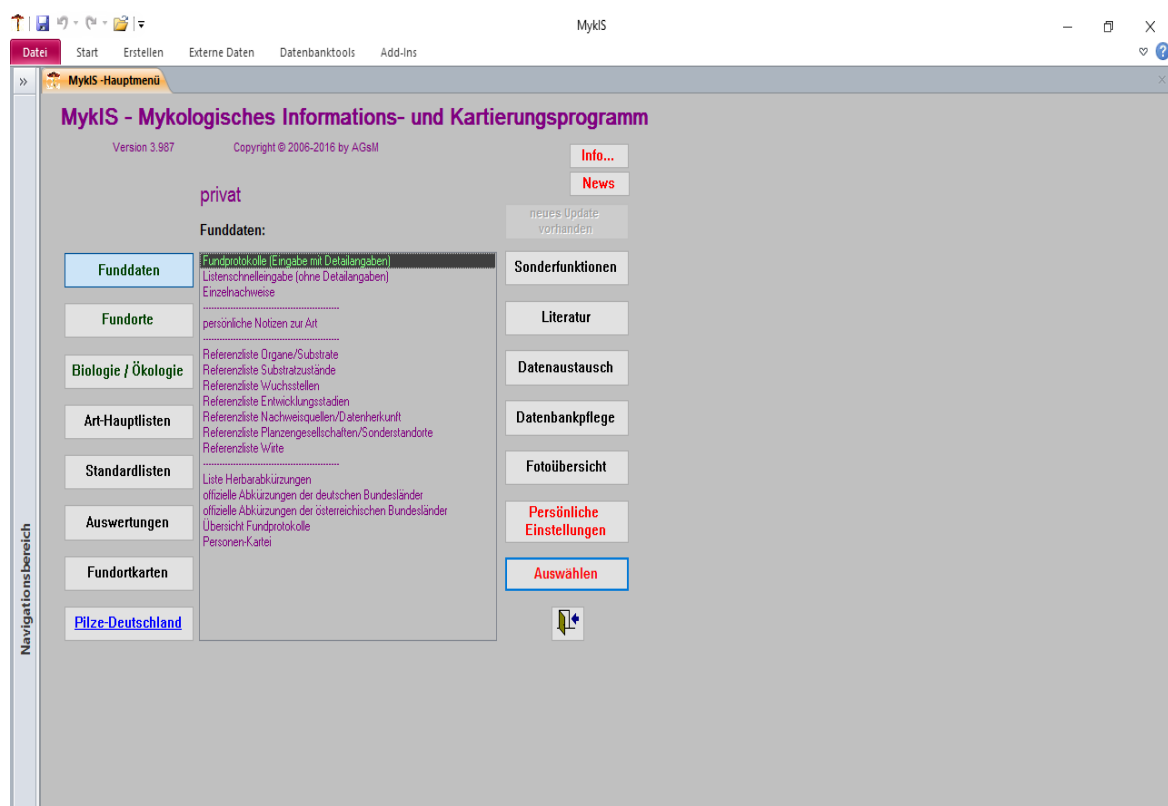 MykIS
Datei Start Erstellen Externe Daten Datenbanktools Add-Ins
» MykIS -Hauptmenü
MykIS - Mykologisches Informations- und Kartierungsprogramm
Version 3.987 Copyright © 2006-2016 by AGsM
Info...
News
privat
neues Update
vorhanden
Funddaten:
Funddaten
Fundorte
Biologie / Ökologie
Art-Hauptlisten
Standardlisten
Auswertungen
Fundortkarten
Pilze-Deutschland
Fundprotokolle (Eingabe mit Detailangaben)
Listenschnelleingabe (ohne Detailangaben)
Einzelnachweise
--------------------------------------------------
persönliche Notizen zur Art
--------------------------------------------------
Referenzliste Organe/Substrate
Referenzliste Substratzustände
Referenzliste Wuchsstellen
Referenzliste Entwicklungsstadien
Referenzliste Nachweisquellen/Datenherkunft
Referenzliste Planzengesellschaften/Sonderstandorte
Referenzliste Wirte
--------------------------------------------------
Liste Herbarabkürzungen
offizielle Abkürzungen der deutschen Bundesländer
offizielle Abkürzungen der österreichischen Bundesländer
Übersicht Fundprotokolle
Personen-Kartei
Sonderfunktionen
Literatur
Datenaustausch
Datenbankpflege
Fotoübersicht
Persönliche
Einstellungen
Auswählen
Navigationsbereich